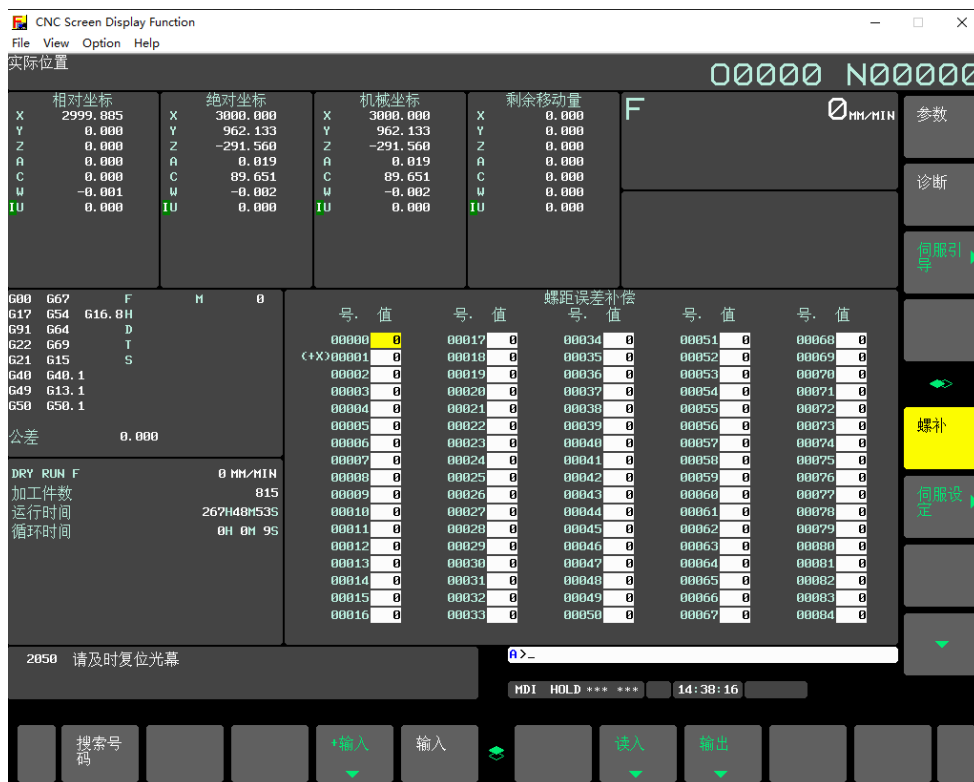 CNC Screen Display Function
File View Option Help
实际位置
O0000 N00000
相对坐标 绝对坐标 机械坐标 剩余移动量
X 2999.885 X 3000.000 X 3000.000 X 0.000
Y 0.000 Y 962.133 Y 962.133 Y 0.000
Z 0.000 Z -291.560 Z -291.560 Z 0.000
A 0.000 A 0.019 A 0.019 A 0.000
C 0.000 C 89.651 C 89.651 C 0.000
W -0.001 W -0.002 W -0.002 W 0.000
IU 0.000 IU 0.000 IU 0.000 IU 0.000
F 0 MM/MIN
参数
诊断
伺服引导
G00 G67 F M 0
G17 G54 G16.8 H
G91 G64 D
G22 G69 T
G21 G15 S
G40 G40.1
G49 G13.1
G50 G50.1
公差 0.000
DRY RUN F 0 MM/MIN
加工件数 815
运行时间 267H48M53S
循环时间 0H 0M 9S
螺距误差补偿
号. 值 号. 值 号. 值 号. 值 号. 值
00000 0 00017 0 00034 0 00051 0 00068 0
(+X)00001 0 00018 0 00035 0 00052 0 00069 0
00002 0 00019 0 00036 0 00053 0 00070 0
00003 0 00020 0 00037 0 00054 0 00071 0
00004 0 00021 0 00038 0 00055 0 00072 0
00005 0 00022 0 00039 0 00056 0 00073 0
00006 0 00023 0 00040 0 00057 0 00074 0
00007 0 00024 0 00041 0 00058 0 00075 0
00008 0 00025 0 00042 0 00059 0 00076 0
00009 0 00026 0 00043 0 00060 0 00077 0
00010 0 00027 0 00044 0 00061 0 00078 0
00011 0 00028 0 00045 0 00062 0 00079 0
00012 0 00029 0 00046 0 00063 0 00080 0
00013 0 00030 0 00047 0 00064 0 00081 0
00014 0 00031 0 00048 0 00065 0 00082 0
00015 0 00032 0 00049 0 00066 0 00083 0
00016 0 00033 0 00050 0 00067 0 00084 0
螺补
伺服设定
2050 请及时复位光幕
A>_
MDI HOLD *** *** 14:38:16
搜索号码
+输入
输入
读入
输出